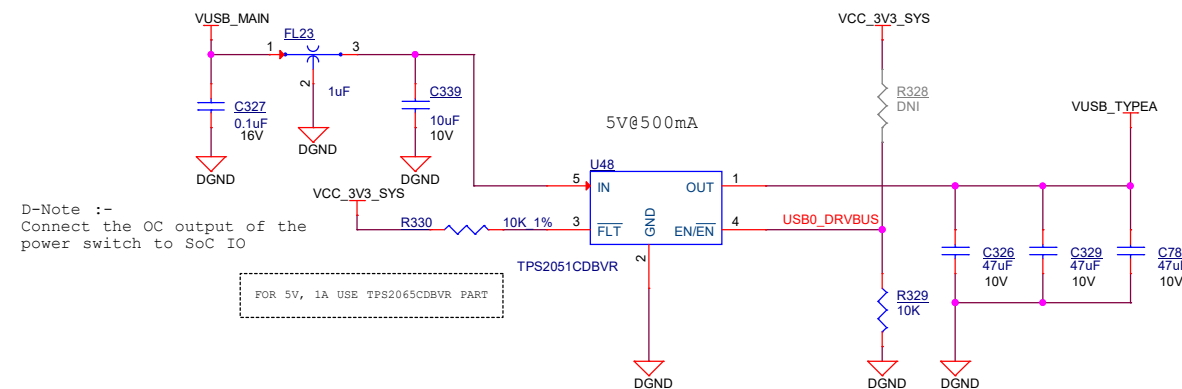 VUSB_MAIN
FL23
1
3
2
1uF
C327
0.1uF
16V
C339
10uF
10V
DGND
DGND
DGND
VCC_3V3_SYS
R328
DNI
VUSB_TYPEA
5V@500mA
U48
5
IN
OUT
1
VCC_3V3_SYS
R330
10K_1%
3
FLT
GND
EN/EN
4
USB0_DRVBUS
2
TPS2051CDBVR
D-Note :-
Connect the OC output of the
power switch to SoC IO
FOR 5V, 1A USE TPS2065CDBVR PART
C326
47uF
10V
C329
47uF
10V
C78
47uF
10V
R329
10K
DGND
DGND
DGND